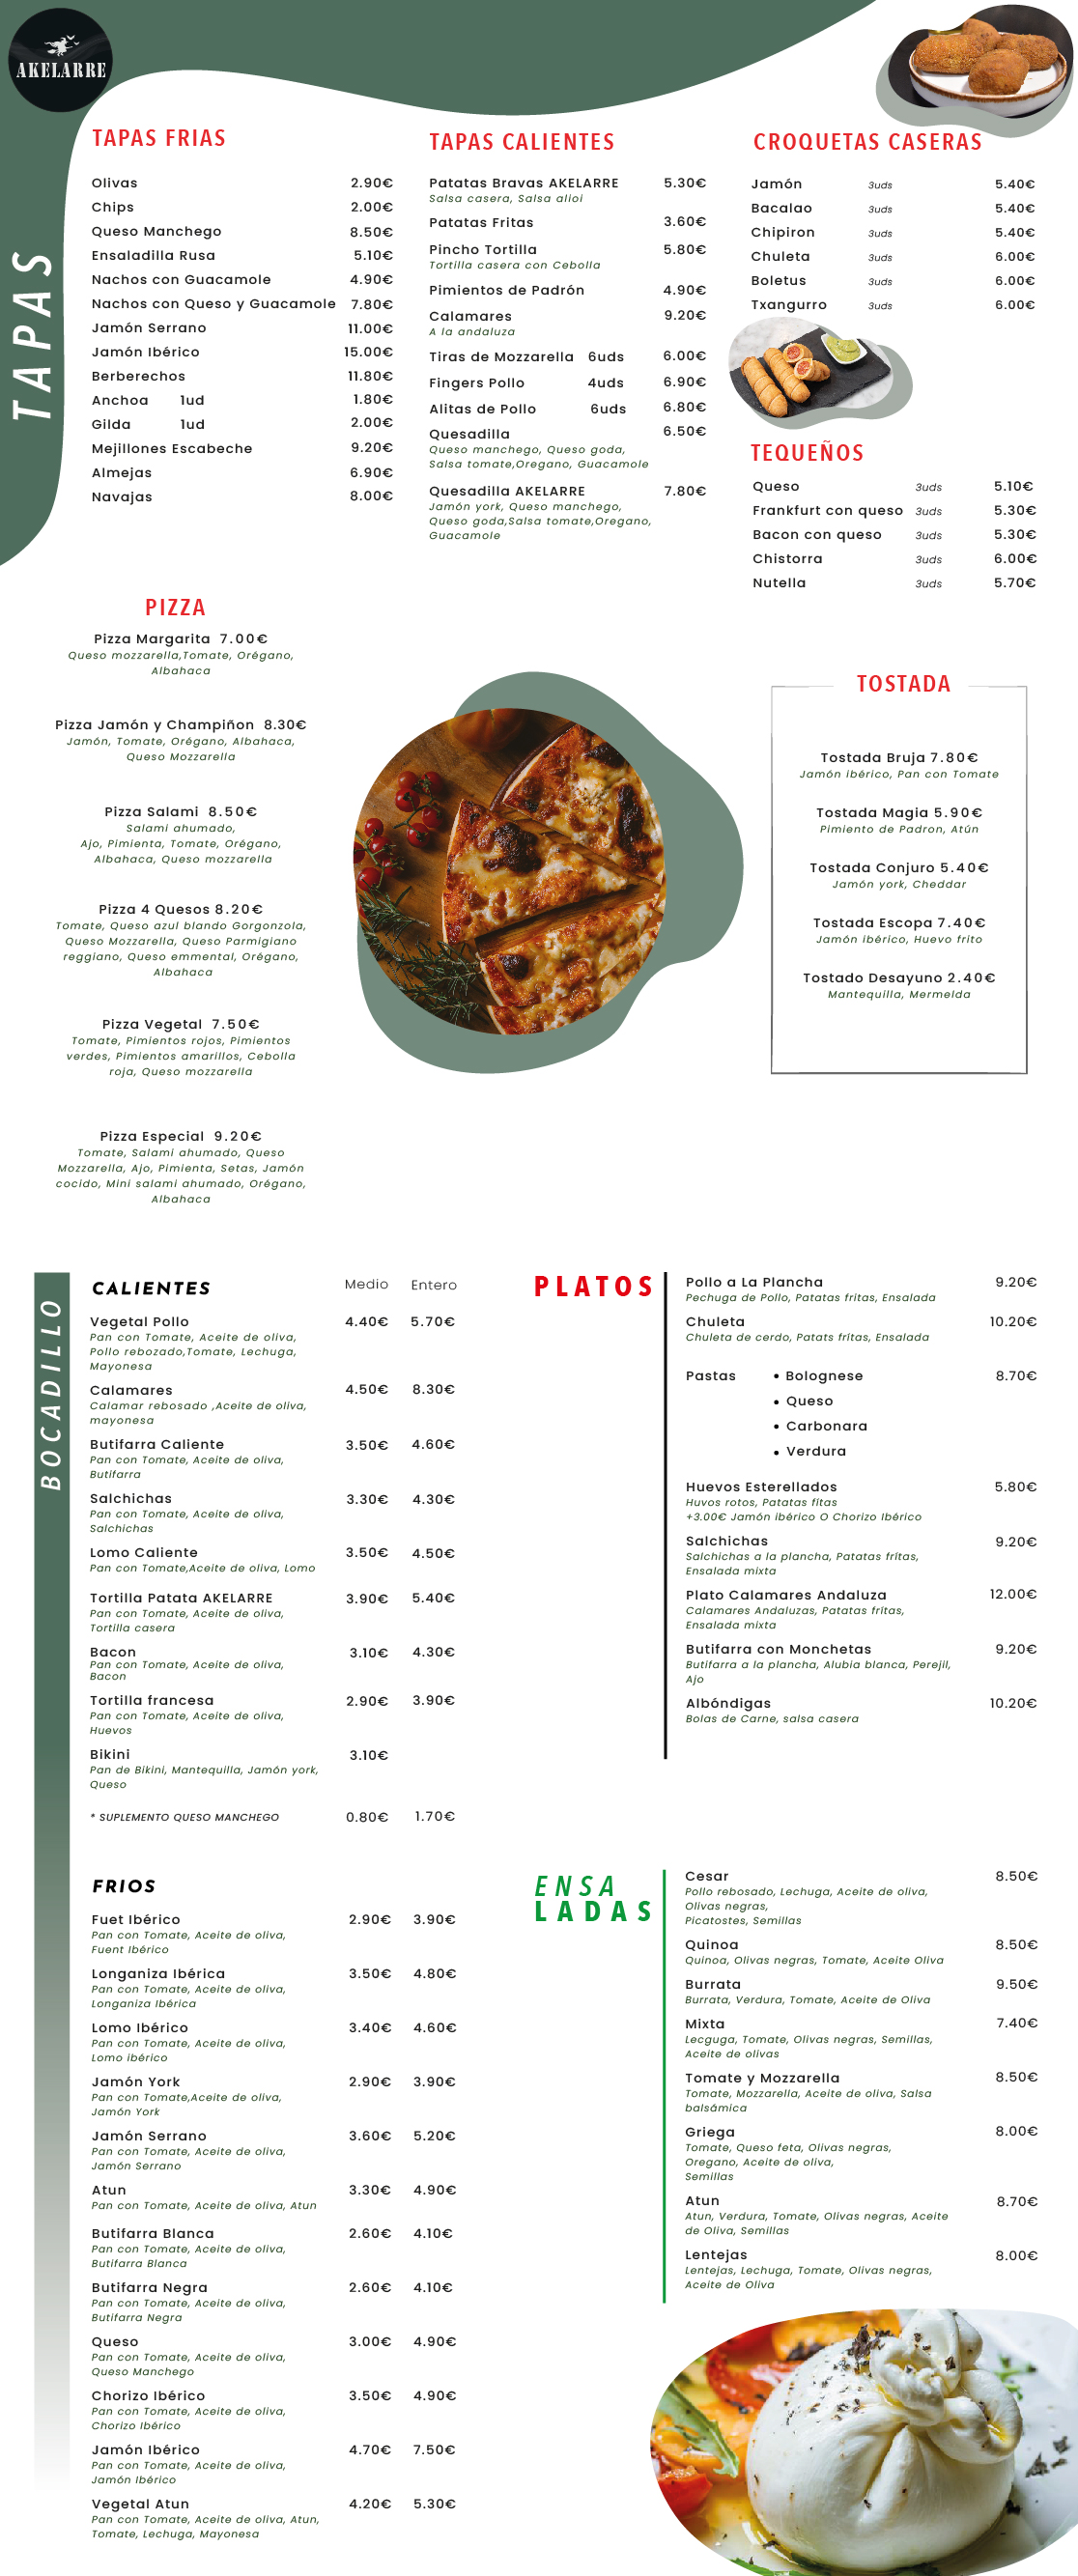 AKELARRE
TAPAS
TAPAS FRIAS
Olivas 2.90€
Chips 2.00€
Queso Manchego 8.50€
Ensaladilla Rusa 5.10€
Nachos con Guacamole 4.90€
Nachos con Queso y Guacamole 7.80€
Jamón Serrano 11.00€
Jamón Ibérico 15.00€
Berberechos 11.80€
Anchoa 1ud 1.80€
Gilda 1ud 2.00€
Mejillones Escabeche 9.20€
Almejas 6.90€
Navajas 8.00€
TAPAS CALIENTES
Patatas Bravas AKELARRE 5.30€
Salsa casera, Salsa alioi
Patatas Fritas 3.60€
Pincho Tortilla 5.80€
Tortilla casera con Cebolla
Pimientos de Padrón 4.90€
Calamares 9.20€
A la andaluza
Tiras de Mozzarella 6uds 6.00€
Fingers Pollo 4uds 6.90€
Alitas de Pollo 6uds 6.80€
Quesadilla 6.50€
Queso manchego, Queso goda,
Salsa tomate,Oregano, Guacamole
Quesadilla AKELARRE 7.80€
Jamón york, Queso manchego,
Queso goda,Salsa tomate,Oregano,
Guacamole
CROQUETAS CASERAS
Jamón 3uds 5.40€
Bacalao 3uds 5.40€
Chipiron 3uds 5.40€
Chuleta 3uds 6.00€
Boletus 3uds 6.00€
Txangurro 3uds 6.00€
TEQUEÑOS
Queso 3uds 5.10€
Frankfurt con queso 3uds 5.30€
Bacon con queso 3uds 5.30€
Chistorra 3uds 6.00€
Nutella 3uds 5.70€
PIZZA
Pizza Margarita 7.00€
Queso mozzarella,Tomate, Orégano,
Albahaca
Pizza Jamón y Champiñon 8.30€
Jamón, Tomate, Orégano, Albahaca,
Queso Mozzarella
Pizza Salami 8.50€
Salami ahumado,
Ajo, Pimienta, Tomate, Orégano,
Albahaca, Queso mozzarella
Pizza 4 Quesos 8.20€
Tomate, Queso azul blando Gorgonzola,
Queso Mozzarella, Queso Parmigiano
reggiano, Queso emmental, Orégano,
Albahaca
Pizza Vegetal 7.50€
Tomate, Pimientos rojos, Pimientos
verdes, Pimientos amarillos, Cebolla
roja, Queso mozzarella
Pizza Especial 9.20€
Tomate, Salami ahumado, Queso
Mozzarella, Ajo, Pimienta, Setas, Jamón
cocido, Mini salami ahumado, Orégano,
Albahaca
TOSTADA
Tostada Bruja 7.80€
Jamón ibérico, Pan con Tomate
Tostada Magia 5.90€
Pimiento de Padron, Atún
Tostada Conjuro 5.40€
Jamón york, Cheddar
Tostada Escopa 7.40€
Jamón ibérico, Huevo frito
Tostado Desayuno 2.40€
Mantequilla, Mermelda
BOCADILLO
CALIENTES Medio Entero
Vegetal Pollo 4.40€ 5.70€
Pan con Tomate, Aceite de oliva,
Pollo rebozado,Tomate, Lechuga,
Mayonesa
Calamares 4.50€ 8.30€
Calamar rebosado ,Aceite de oliva,
mayonesa
Butifarra Caliente 3.50€ 4.60€
Pan con Tomate, Aceite de oliva,
Butifarra
Salchichas 3.30€ 4.30€
Pan con Tomate, Aceite de oliva,
Salchichas
Lomo Caliente 3.50€ 4.50€
Pan con Tomate,Aceite de oliva, Lomo
Tortilla Patata AKELARRE 3.90€ 5.40€
Pan con Tomate, Aceite de oliva,
Tortilla casera
Bacon 3.10€ 4.30€
Pan con Tomate, Aceite de oliva,
Bacon
Tortilla francesa 2.90€ 3.90€
Pan con Tomate, Aceite de oliva,
Huevos
Bikini 3.10€
Pan de Bikini, Mantequilla, Jamón york,
Queso
* SUPLEMENTO QUESO MANCHEGO 0.80€ 1.70€
FRIOS
Fuet Ibérico 2.90€ 3.90€
Pan con Tomate, Aceite de oliva,
Fuent Ibérico
Longaniza Ibérica 3.50€ 4.80€
Pan con Tomate, Aceite de oliva,
Longaniza Ibérica
Lomo Ibérico 3.40€ 4.60€
Pan con Tomate, Aceite de oliva,
Lomo ibérico
Jamón York 2.90€ 3.90€
Pan con Tomate,Aceite de oliva,
Jamón York
Jamón Serrano 3.60€ 5.20€
Pan con Tomate, Aceite de oliva,
Jamón Serrano
Atun 3.30€ 4.90€
Pan con Tomate, Aceite de oliva, Atun
Butifarra Blanca 2.60€ 4.10€
Pan con Tomate, Aceite de oliva,
Butifarra Blanca
Butifarra Negra 2.60€ 4.10€
Pan con Tomate, Aceite de oliva,
Butifarra Negra
Queso 3.00€ 4.90€
Pan con Tomate, Aceite de oliva,
Queso Manchego
Chorizo Ibérico 3.50€ 4.90€
Pan con Tomate, Aceite de oliva,
Chorizo Ibérico
Jamón Ibérico 4.70€ 7.50€
Pan con Tomate, Aceite de oliva,
Jamón Ibérico
Vegetal Atun 4.20€ 5.30€
Pan con Tomate, Aceite de oliva, Atun,
Tomate, Lechuga, Mayonesa
PLATOS
Pollo a La Plancha 9.20€
Pechuga de Pollo, Patatas fritas, Ensalada
Chuleta 10.20€
Chuleta de cerdo, Patats fritas, Ensalada
Pastas • Bolognese 8.70€
• Queso
• Carbonara
• Verdura
Huevos Esterellados 5.80€
Huvos rotos, Patatas fitas
+3.00€ Jamón ibérico O Chorizo Ibérico
Salchichas 9.20€
Salchichas a la plancha, Patatas fritas,
Ensalada mixta
Plato Calamares Andaluza 12.00€
Calamares Andaluzas, Patatas fritas,
Ensalada mixta
Butifarra con Monchetas 9.20€
Butifarra a la plancha, Alubia blanca, Perejil,
Ajo
Albóndigas 10.20€
Bolas de Carne, salsa casera
ENSA
LADAS
Cesar 8.50€
Pollo rebosado, Lechuga, Aceite de oliva,
Olivas negras,
Picatostes, Semillas
Quinoa 8.50€
Quinoa, Olivas negras, Tomate, Aceite Oliva
Burrata 9.50€
Burrata, Verdura, Tomate, Aceite de Oliva
Mixta 7.40€
Lecguga, Tomate, Olivas negras, Semillas,
Aceite de olivas
Tomate y Mozzarella 8.50€
Tomate, Mozzarella, Aceite de oliva, Salsa
balsámica
Griega 8.00€
Tomate, Queso feta, Olivas negras,
Oregano, Aceite de oliva,
Semillas
Atun 8.70€
Atun, Verdura, Tomate, Olivas negras, Aceite
de Oliva, Semillas
Lentejas 8.00€
Lentejas, Lechuga, Tomate, Olivas negras,
Aceite de Oliva